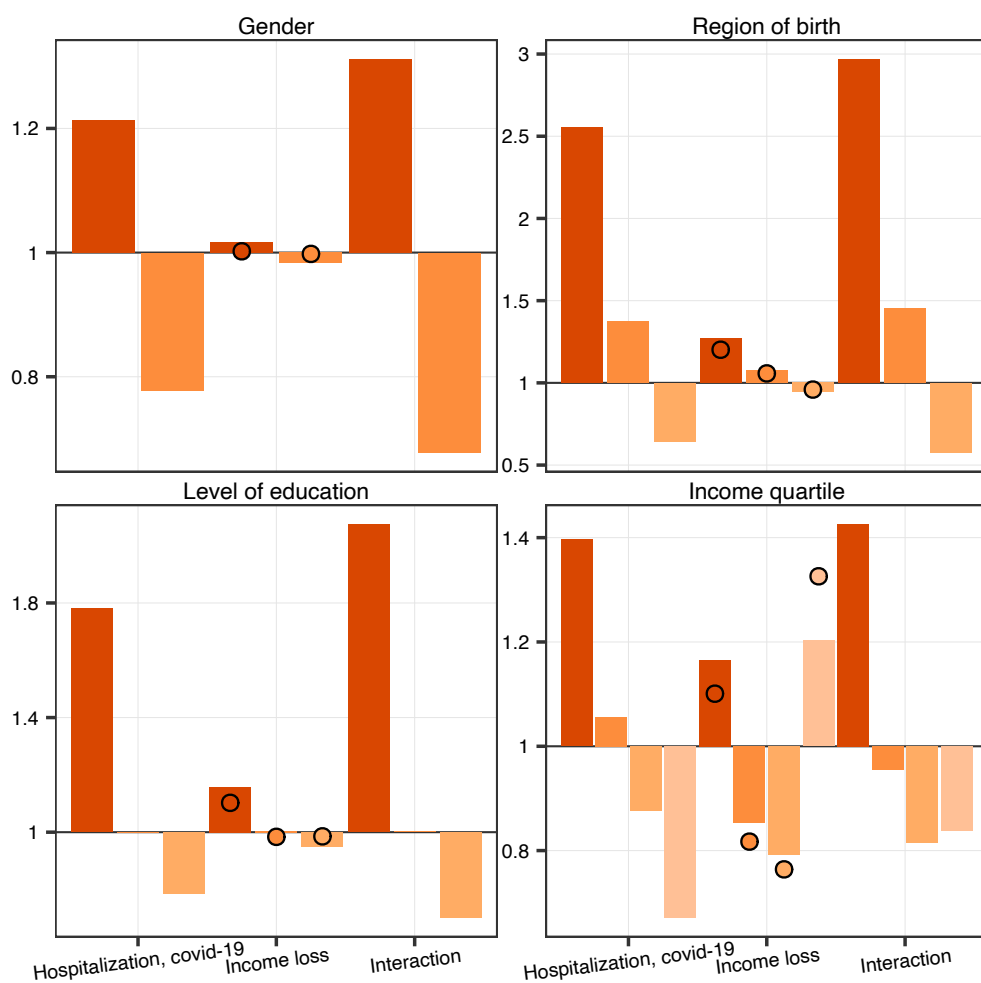 Gender
1.2
1
0.8
Region of birth
3
2.5
2
1.5
1
0.5
Level of education
1.8
1.4
1
Hospitalization, covid-19
Income loss
Interaction
Income quartile
1.4
1.2
1
0.8
Hospitalization, covid-19
Income loss
Interaction